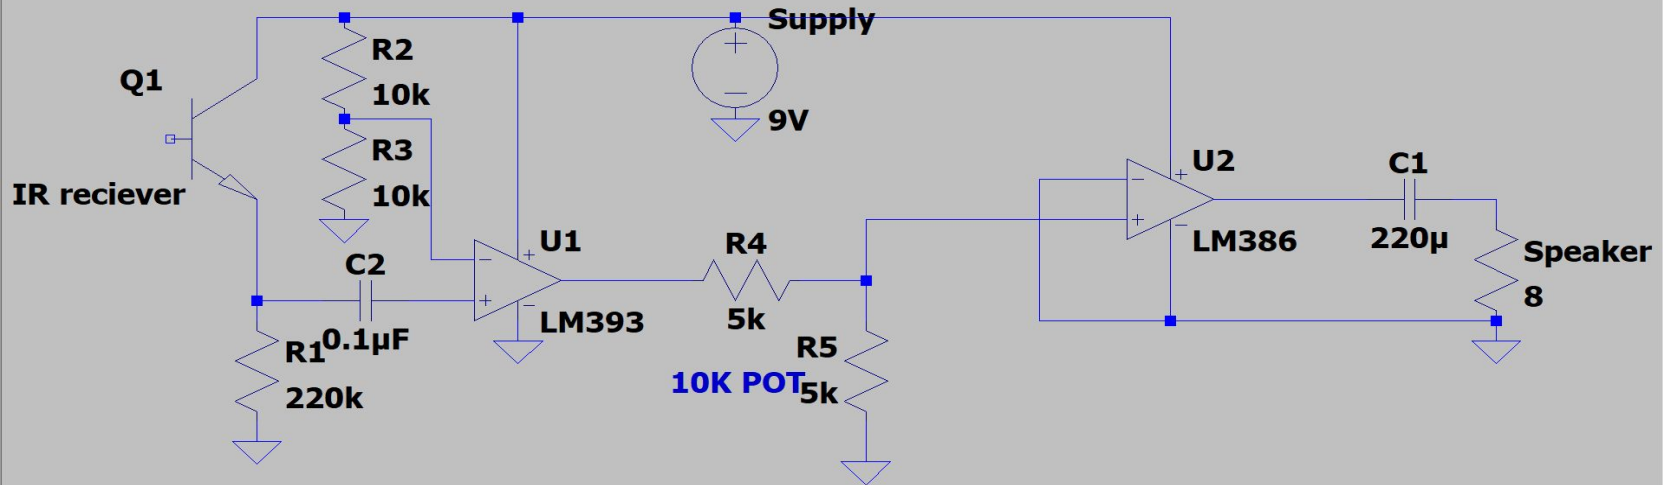 Supply
R2
Q1
10k
9V
R3
U2
C1
IR reciever
10k
R4
U1
LM386
220µ
Speaker
C2
8
5k
LM393
R1
0.1µF
R5
10K POT
5k
220k